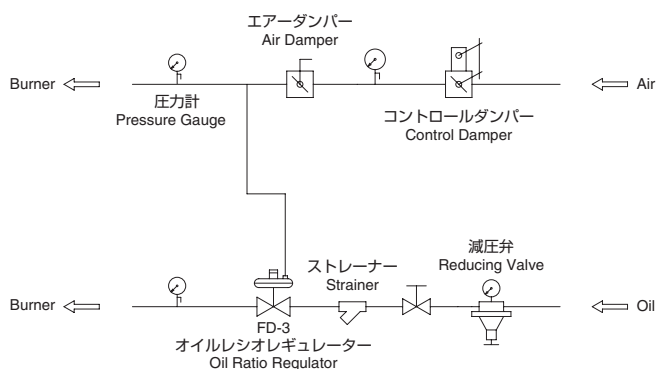 エアーダンパー
Air Damper
Burner
Air
圧力計
Pressure Gauge
コントロールダンパー
Control Damper
ストレーナー
Strainer
減圧弁
Reducing Valve
Burner
Oil
FD-3
オイルレシオレギュレーター
Oil Ratio Regulator